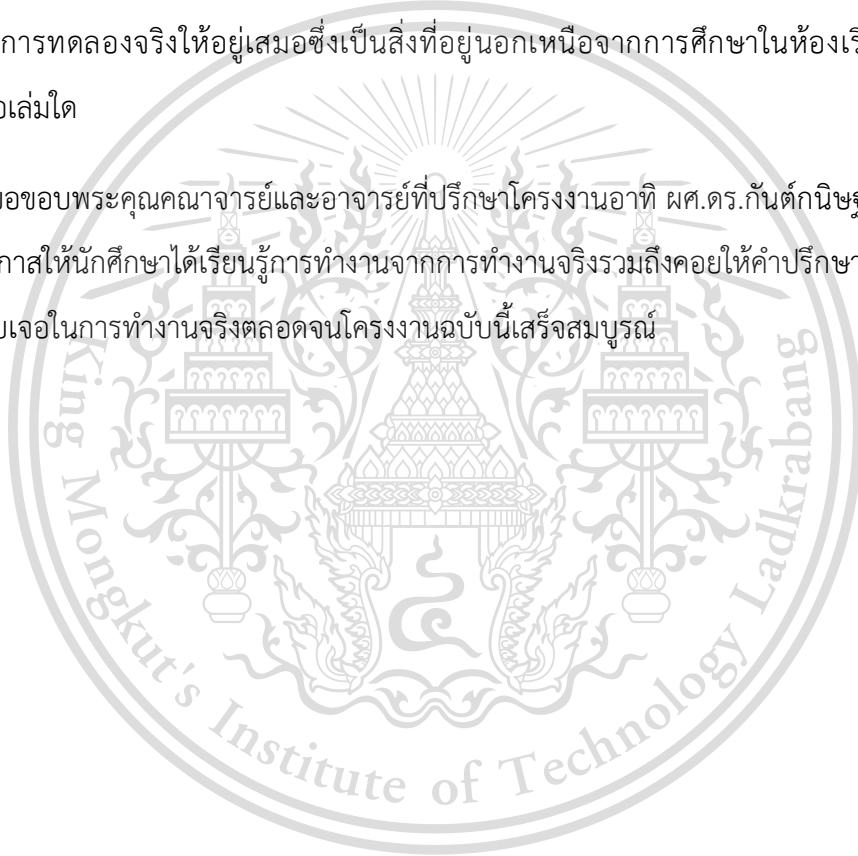 การทดลองจริงให้อยู่เสมอซึ่งเป็นสิ่งที่อยู่นอกเหนือจากการศึกษาในห้องเรี
อเล่มใด
อขอบพระคุณคณาจารย์และอาจารย์ที่ปรึกษาโครงงานอาทิ ผศ.ดร.กันต์กนิษฐ
กาสให้นักศึกษาได้เรียนรู้การทำงานจากการทำงานจริงรวมถึงคอยให้คำปรึกษา
บเจอในการทำงานจริงตลอดจนโครงงานฉบับนี้เสร็จสมบูรณ์
King Mongkut's Institute of Technology Ladkrabang